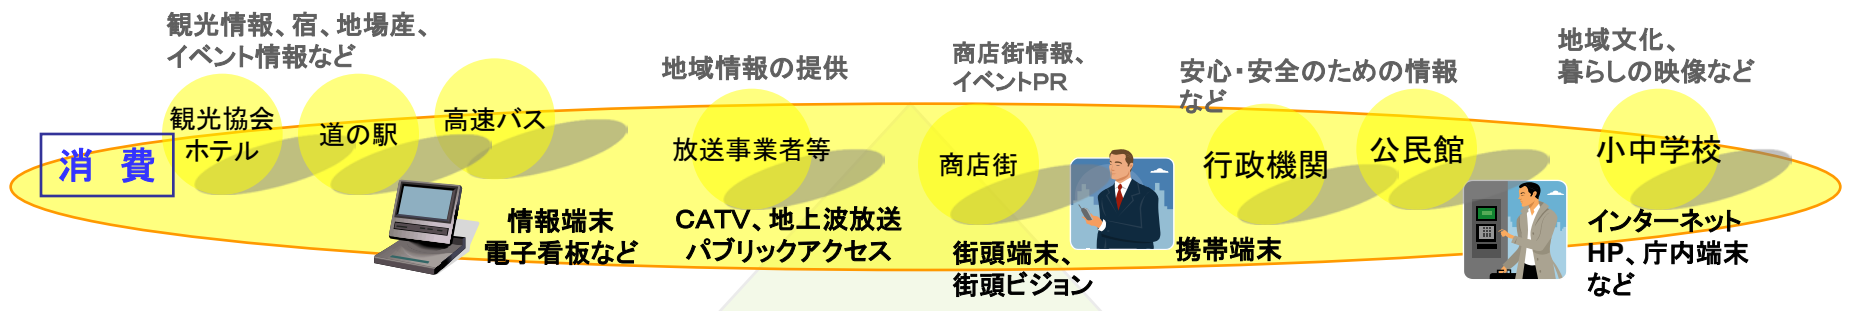 観光情報、宿、地場産、
イベント情報など
地域情報の提供
商店街情報、
イベントPR
安心・安全のための情報
など
地域文化、
暮らしの映像など
消 費
観光協会
ホテル
道の駅
高速バス
放送事業者等
商店街
行政機関
公民館
小中学校
情報端末
電子看板など
CATV、地上波放送
パブリックアクセス
街頭端末、
街頭ビジョン
携帯端末
インターネット
HP、庁内端末
など